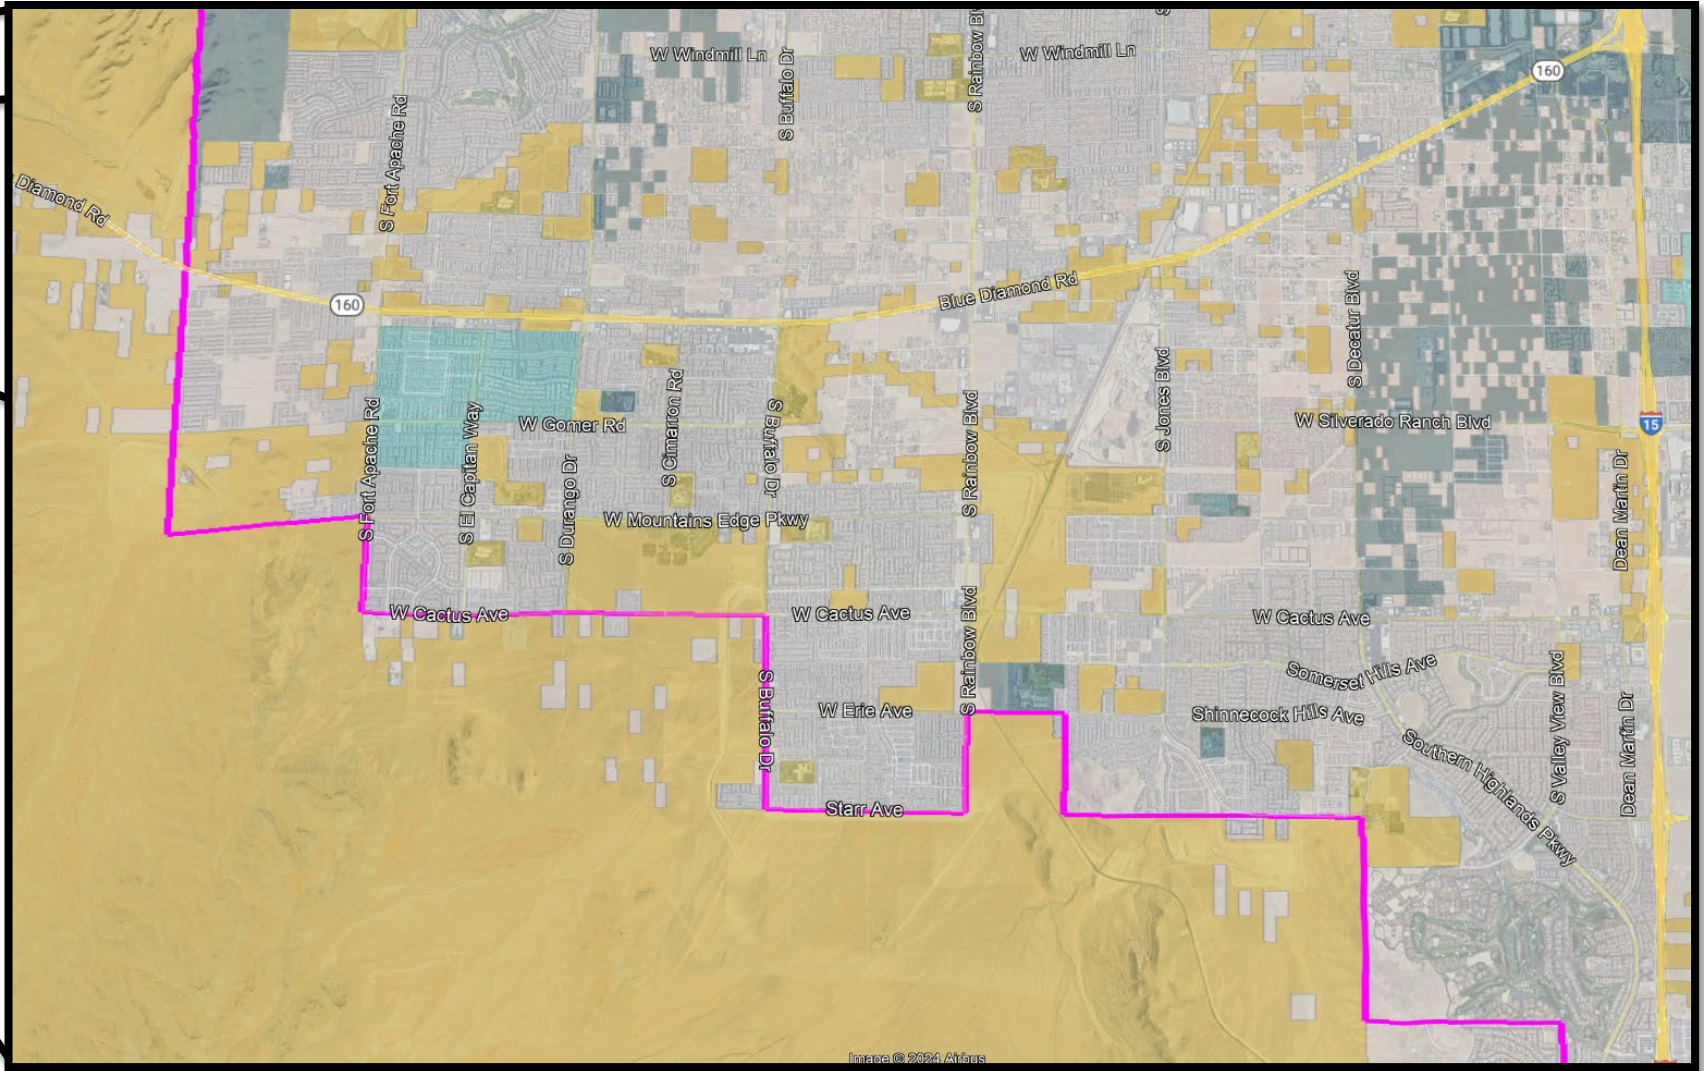 W Windmill Ln
W Windmill Ln
S Buffalo Dr
S Rainbow Bl
160
S Fort Apache Rd
Diamond Rd
160
Blue Diamond Rd
S Decatur Blvd
S Jones Blvd
S Cimarron Rd
S Fort Apache Rd
S El Capitan Way
W Gomer Rd
S Buffalo Dr
S Rainbow Blvd
W Silverado Ranch Blvd
15
S Durango Dr
Dean Martin Dr
W Mountains Edge Pkwy
W Cactus Ave
W Cactus Ave
S Rainbow Blvd
W Cactus Ave
Somerset Hills Ave
S Buffalo Dr
W Erie Ave
Shinnecock Hills Ave
S Valley View Blvd
Dean Martin Dr
Southern Highlands Pkwy
Starr Ave
Image © 2024 Airbus